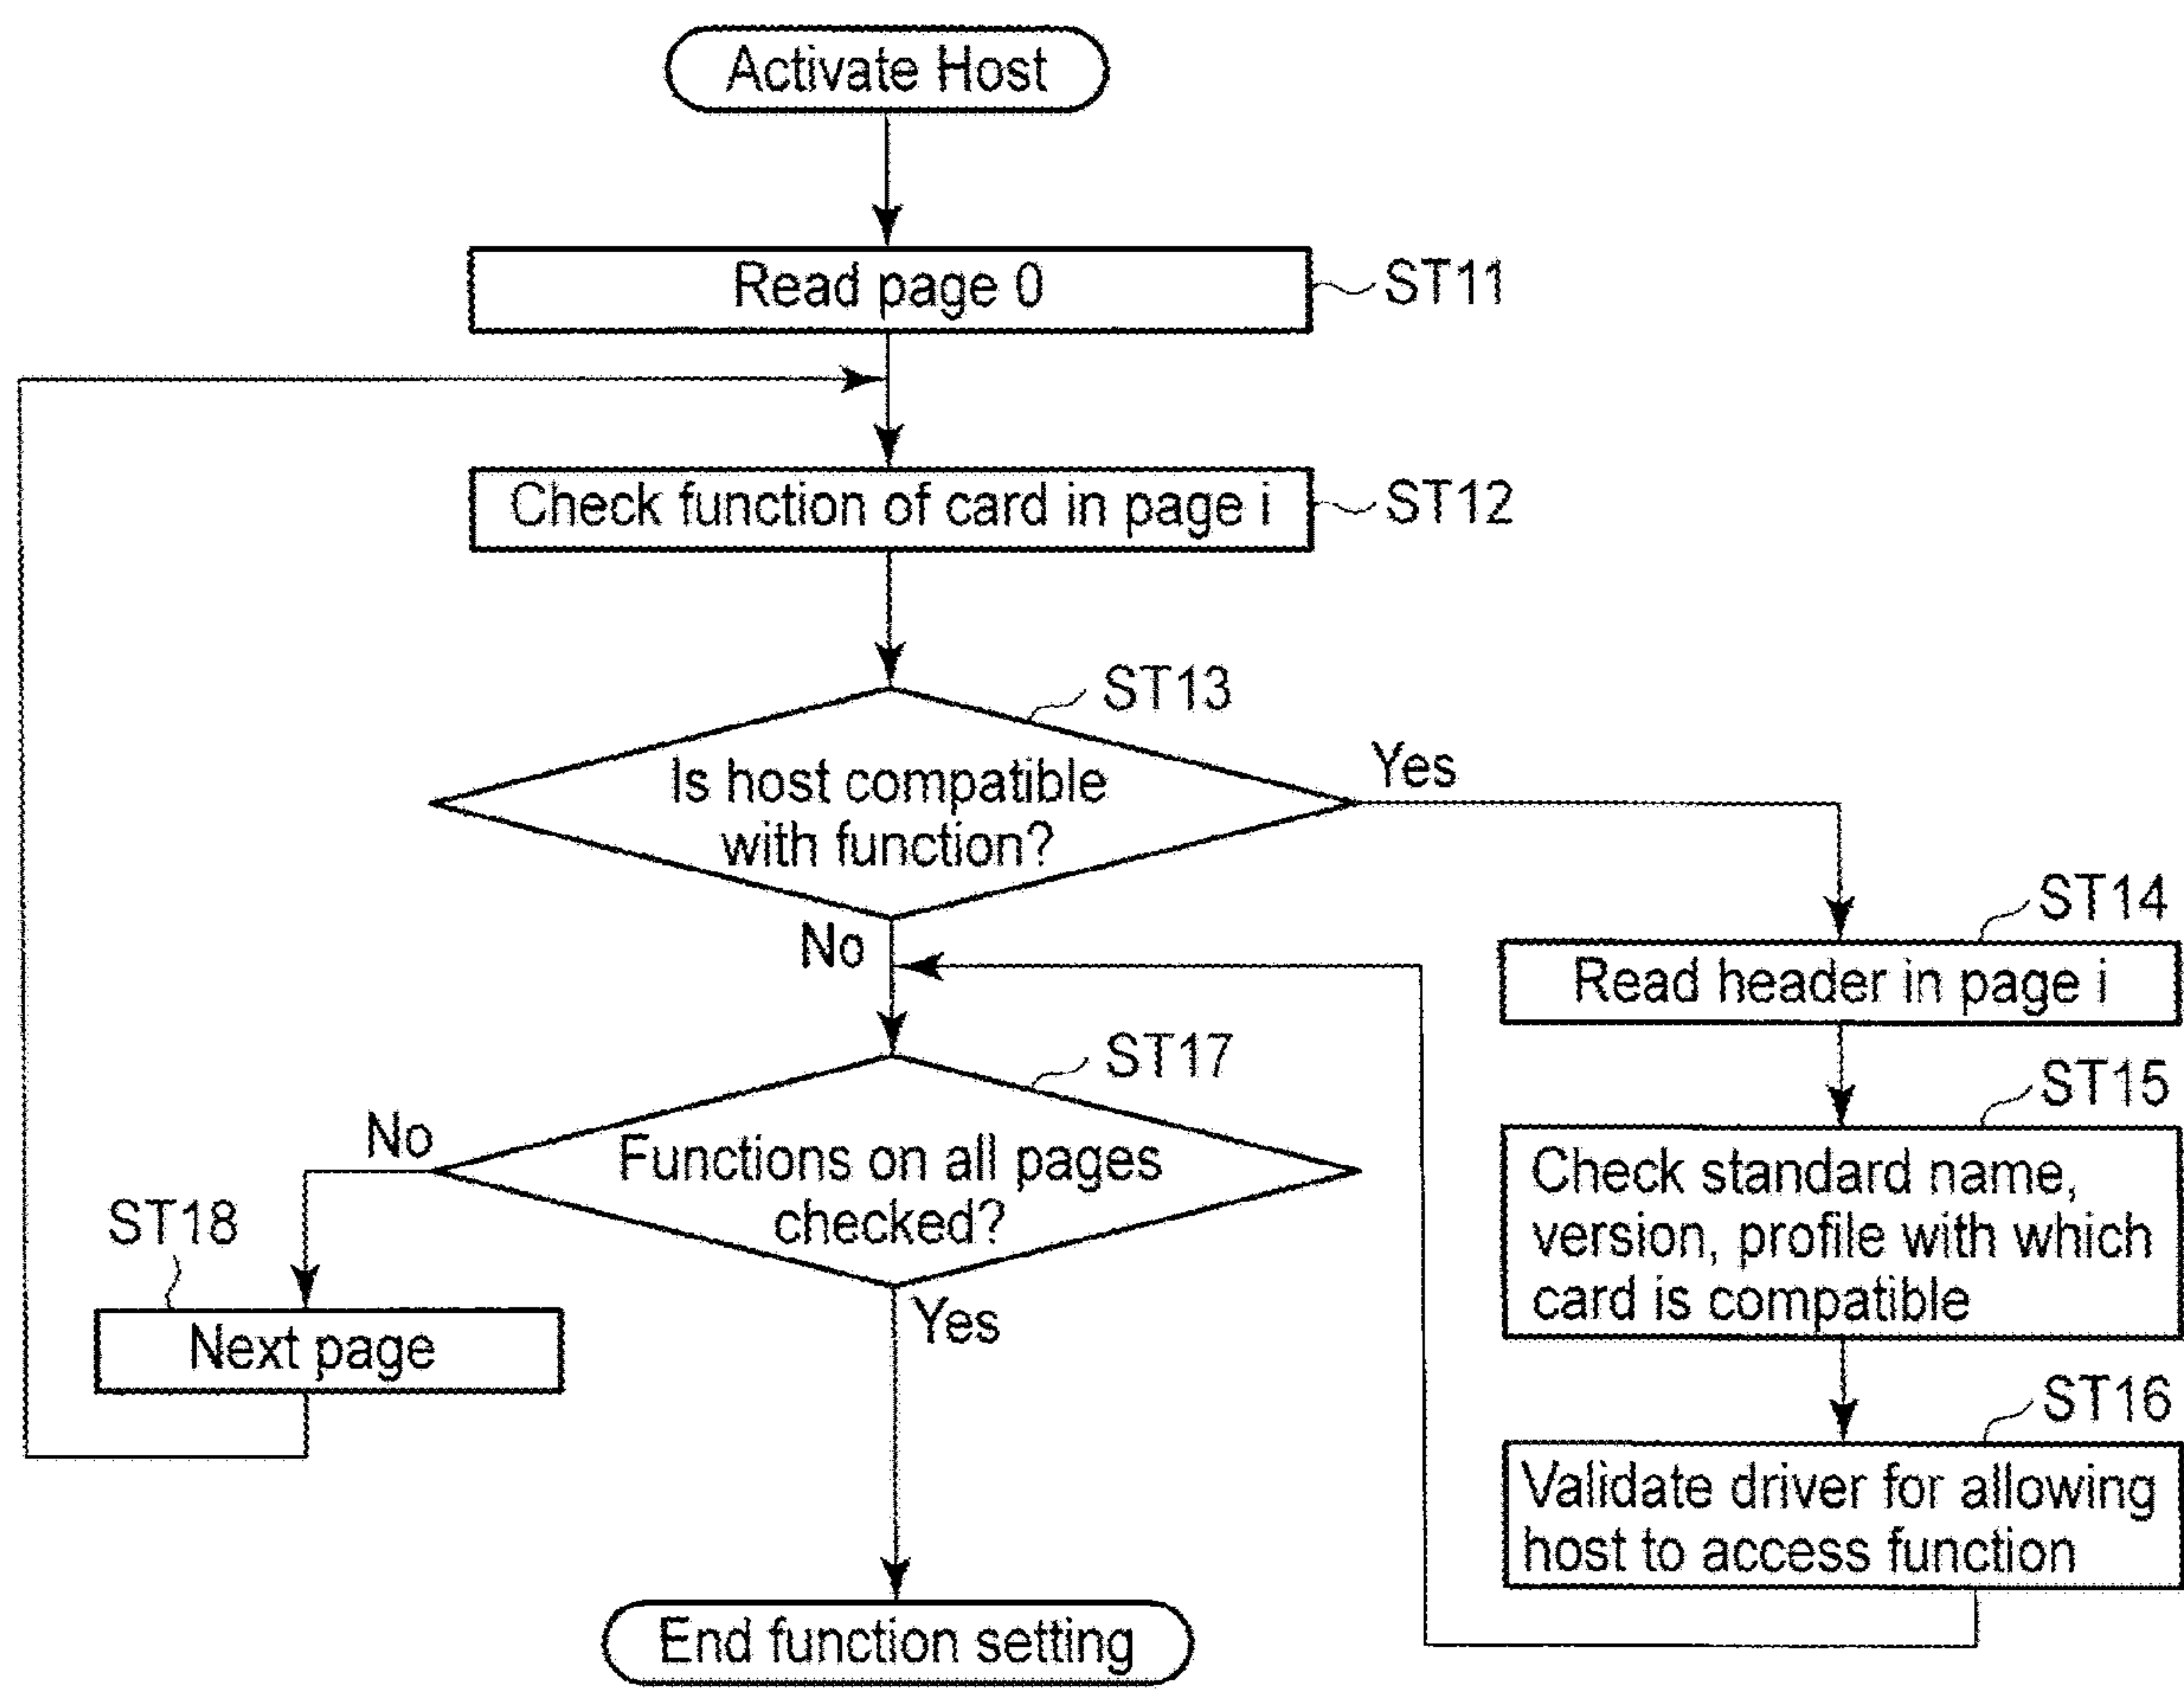 Activate Host
Read page 0
ST11
Check function of card in page i
ST12
ST13
Is host compatible
with function?
Yes
No
ST14
Read header in page i
ST15
Check standard name,
version, profile with which
card is compatible
ST16
Validate driver for allowing
host to access function
ST17
Functions on all pages
checked?
No
Yes
ST18
Next page
End function setting